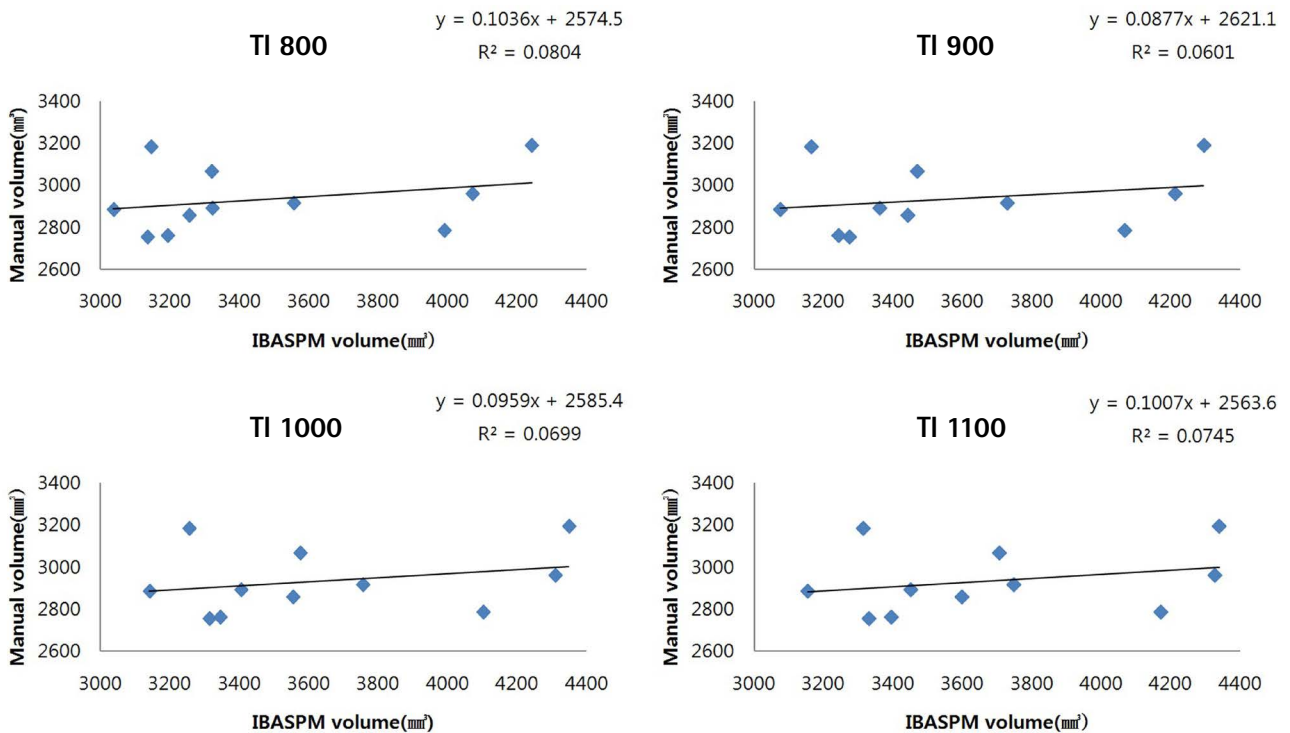 TI 800
y = 0.1036x + 2574.5
R² = 0.0804
Manual volume(㎣)
3400
3200
3000
2800
2600
3000 3200 3400 3600 3800 4000 4200 4400
IBASPM volume(㎣)
TI 900
y = 0.0877x + 2621.1
R² = 0.0601
Manual volume(㎣)
3400
3200
3000
2800
2600
3000 3200 3400 3600 3800 4000 4200 4400
IBASPM volume(㎣)
TI 1000
y = 0.0959x + 2585.4
R² = 0.0699
Manual volume(㎣)
3400
3200
3000
2800
2600
3000 3200 3400 3600 3800 4000 4200 4400
IBASPM volume(㎣)
TI 1100
y = 0.1007x + 2563.6
R² = 0.0745
Manual volume(㎣)
3400
3200
3000
2800
2600
3000 3200 3400 3600 3800 4000 4200 4400
IBASPM volume(㎣)